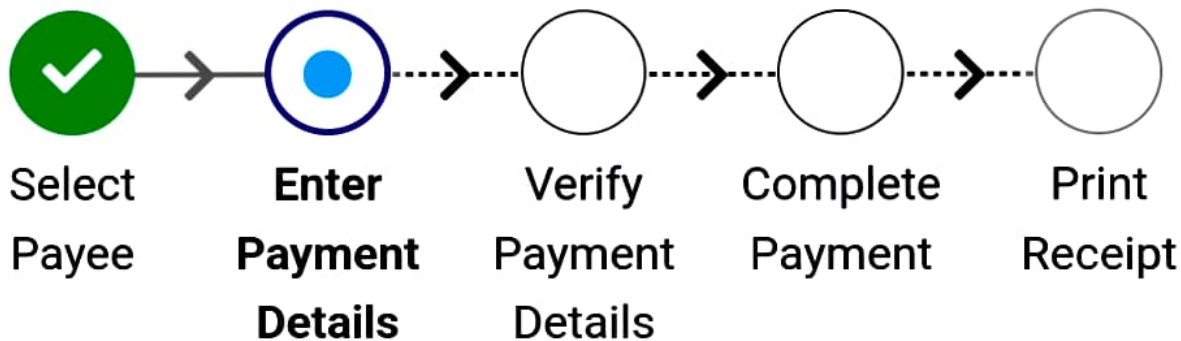 Select
Payee
Enter
Payment
Details
Verify
Payment
Details
Complete
Payment
Print
Receipt